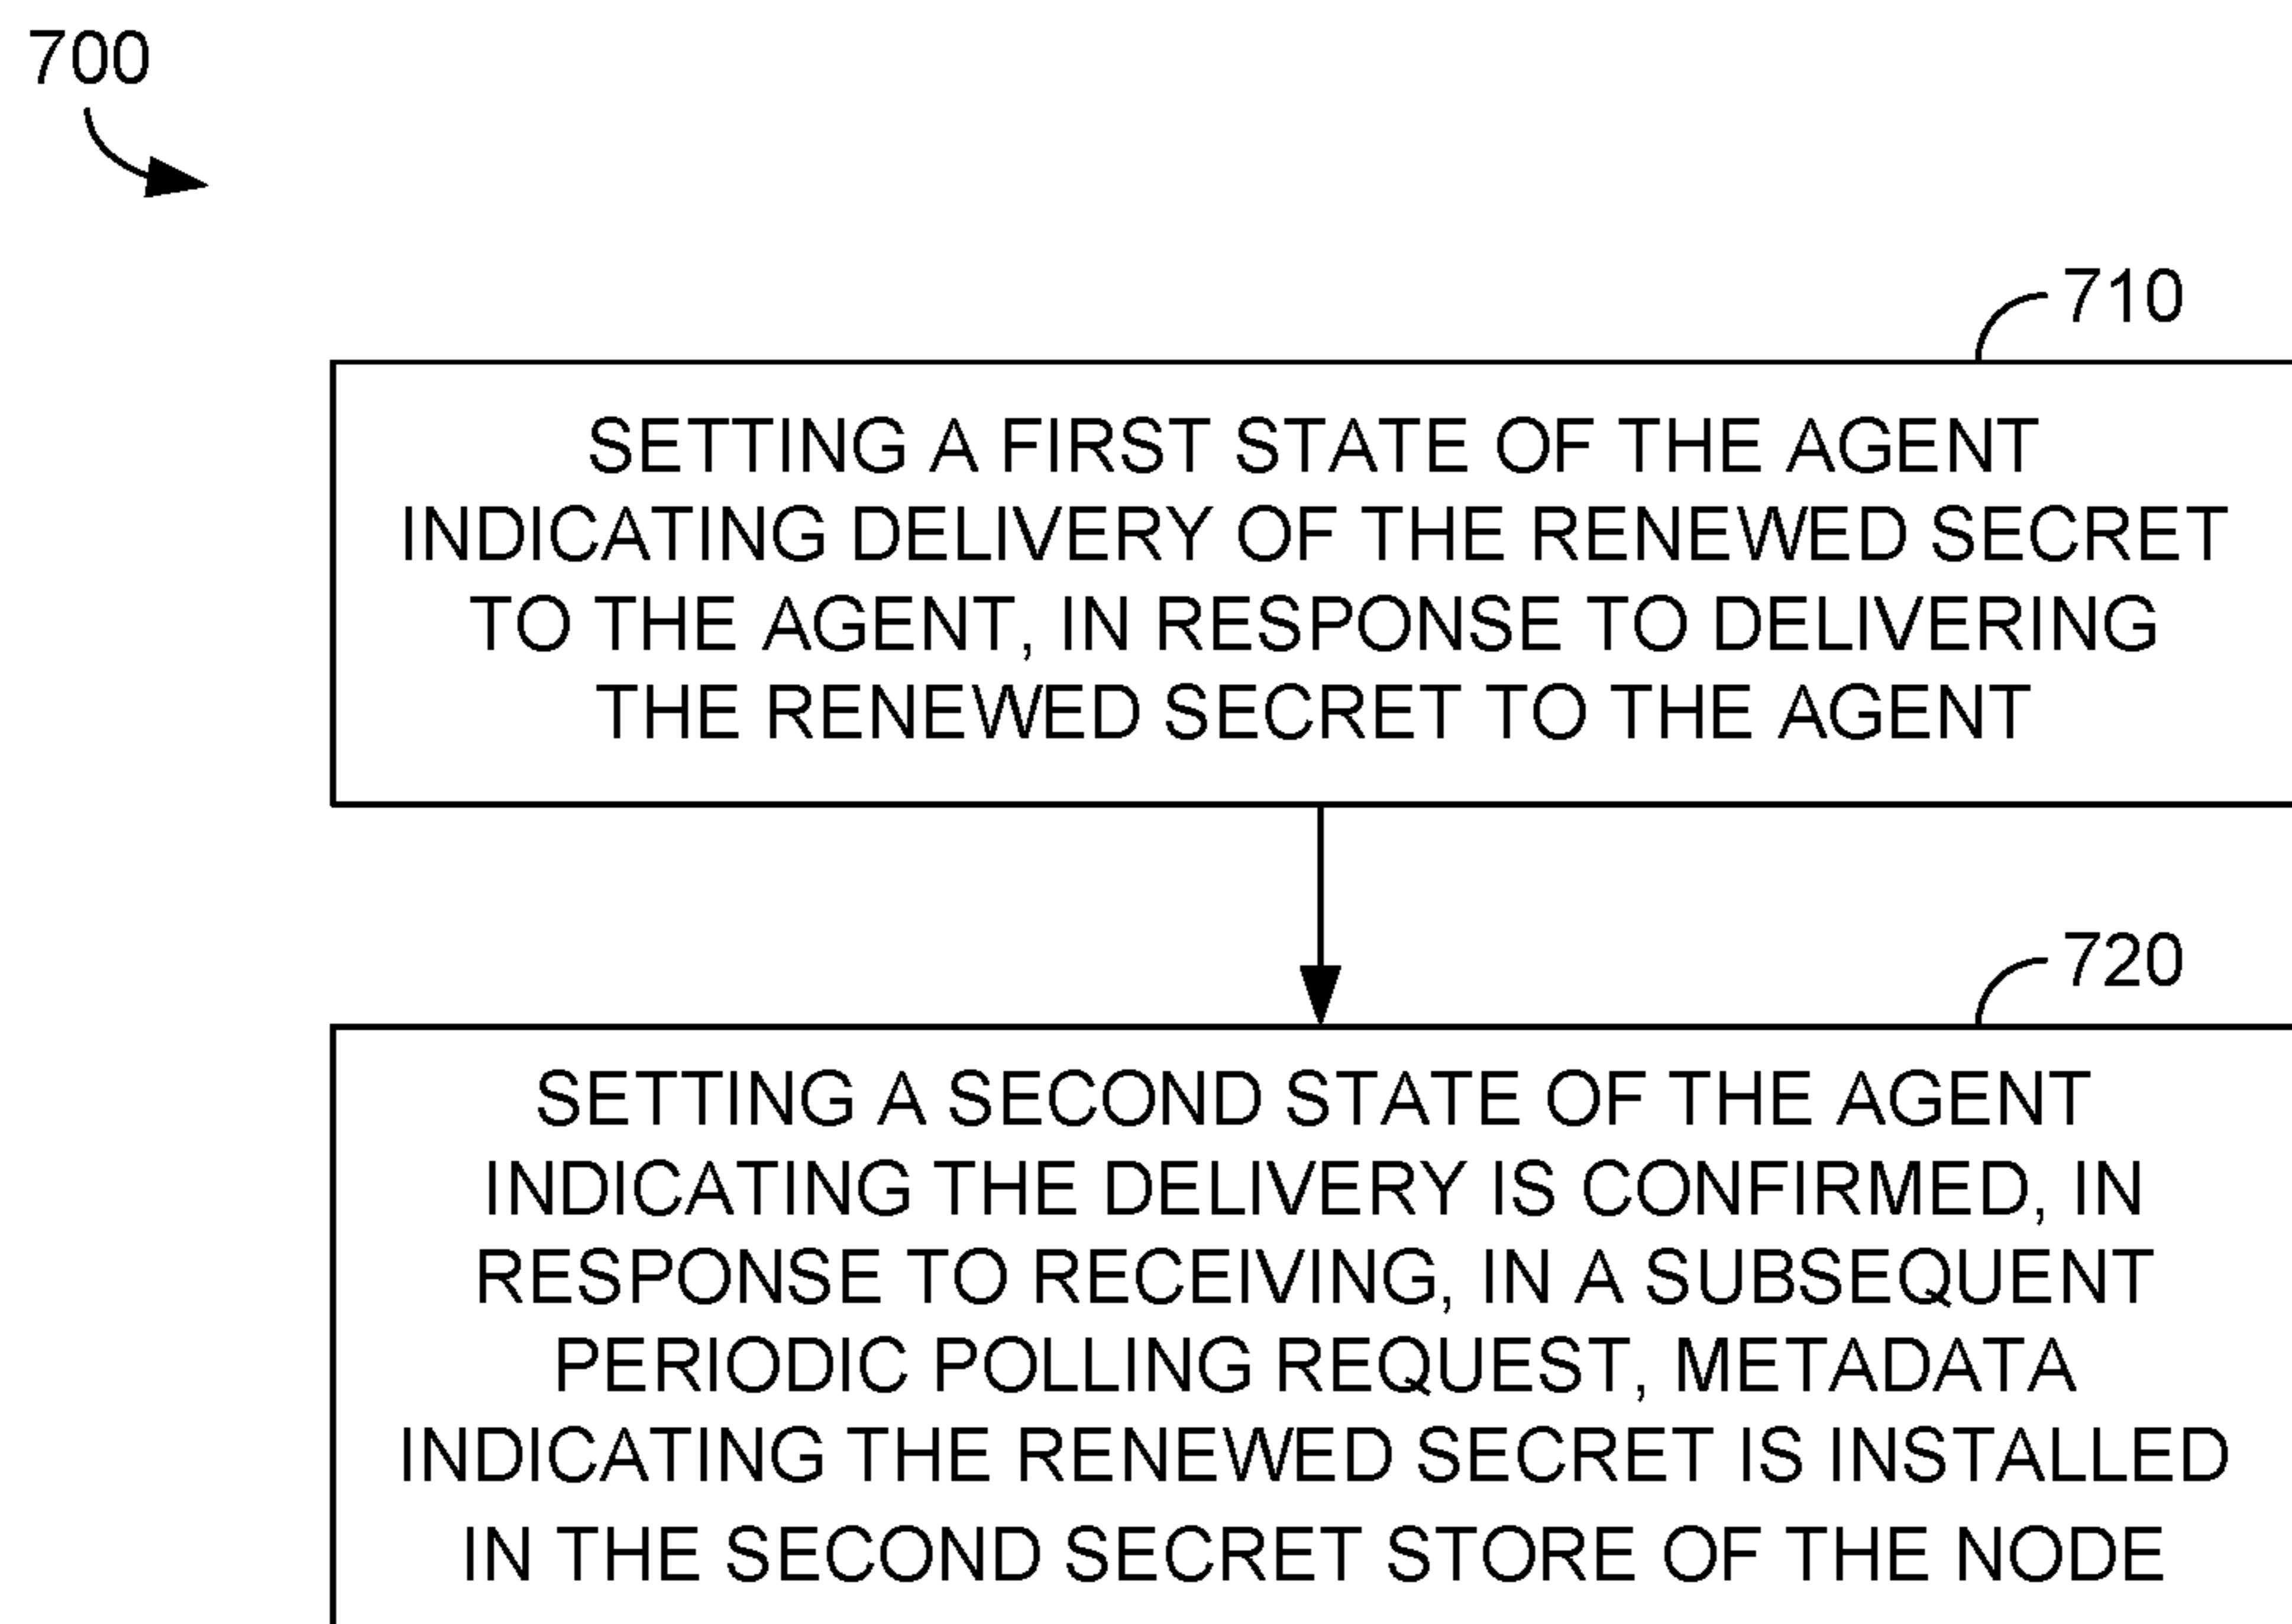 700
710
SETTING A FIRST STATE OF THE AGENT
INDICATING DELIVERY OF THE RENEWED SECRET
TO THE AGENT, IN RESPONSE TO DELIVERING
THE RENEWED SECRET TO THE AGENT
720
SETTING A SECOND STATE OF THE AGENT
INDICATING THE DELIVERY IS CONFIRMED, IN
RESPONSE TO RECEIVING, IN A SUBSEQUENT
PERIODIC POLLING REQUEST, METADATA
INDICATING THE RENEWED SECRET IS INSTALLED
IN THE SECOND SECRET STORE OF THE NODE